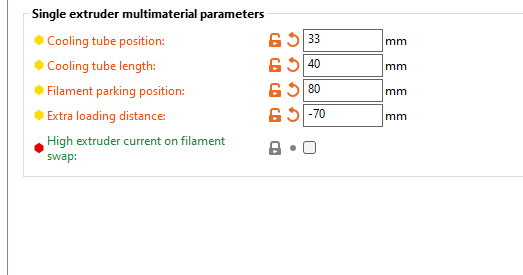 Single extruder multimaterial parameters
Cooling tube position: 33 mm
Cooling tube length: 40 mm
Filament parking position: 80 mm
Extra loading distance: -70 mm
High extruder current on filament
swap: